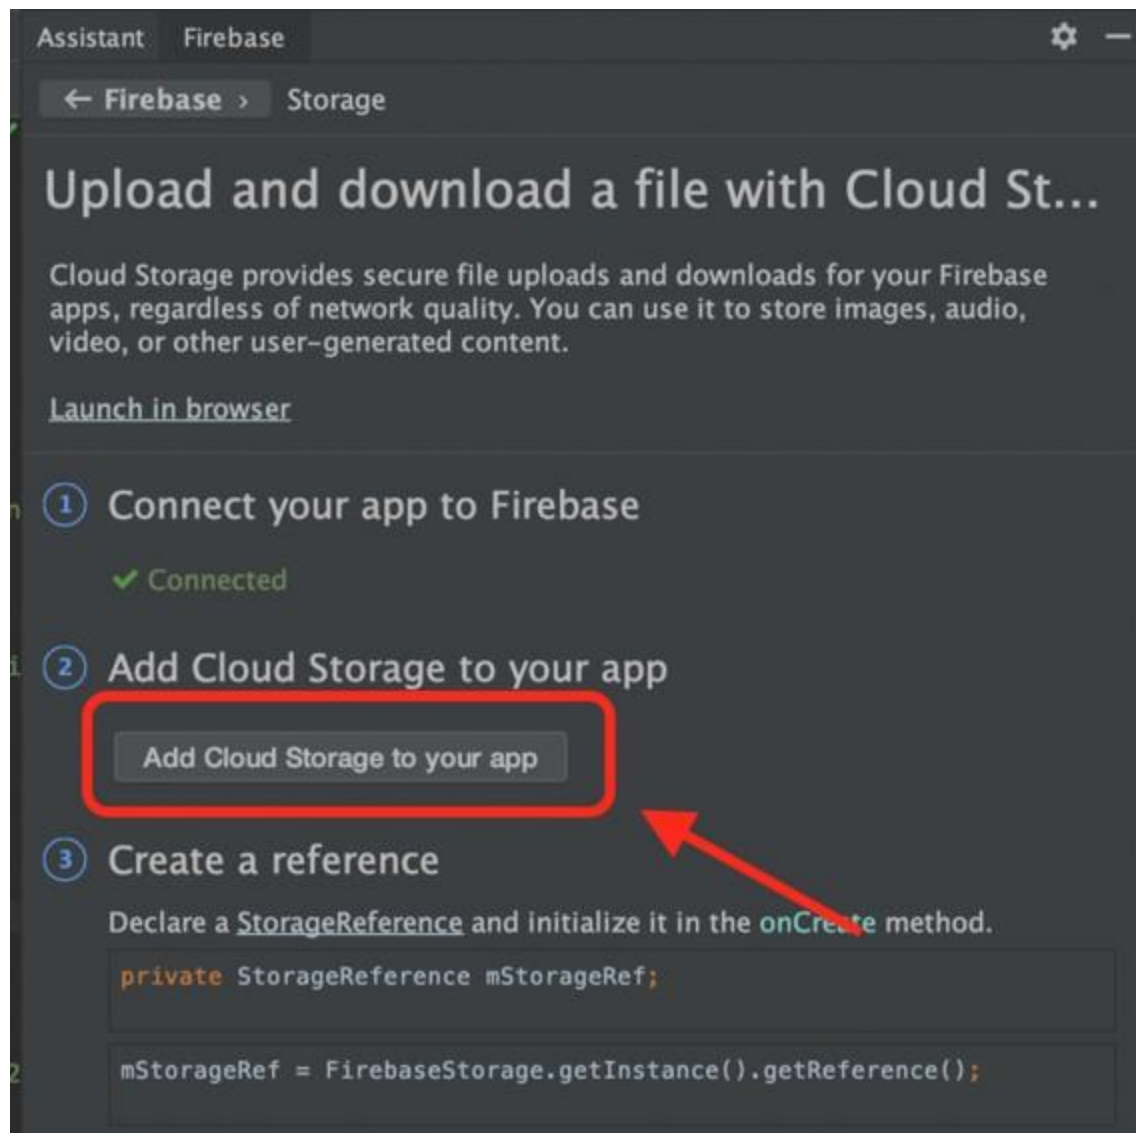 Assistant Firebase
← Firebase › Storage
Upload and download a file with Cloud St...
Cloud Storage provides secure file uploads and downloads for your Firebase
apps, regardless of network quality. You can use it to store images, audio,
video, or other user-generated content.
Launch in browser
1 Connect your app to Firebase
✔ Connected
2 Add Cloud Storage to your app
Add Cloud Storage to your app
3 Create a reference
Declare a StorageReference and initialize it in the onCreate method.
private StorageReference mStorageRef;
mStorageRef = FirebaseStorage.getInstance().getReference();